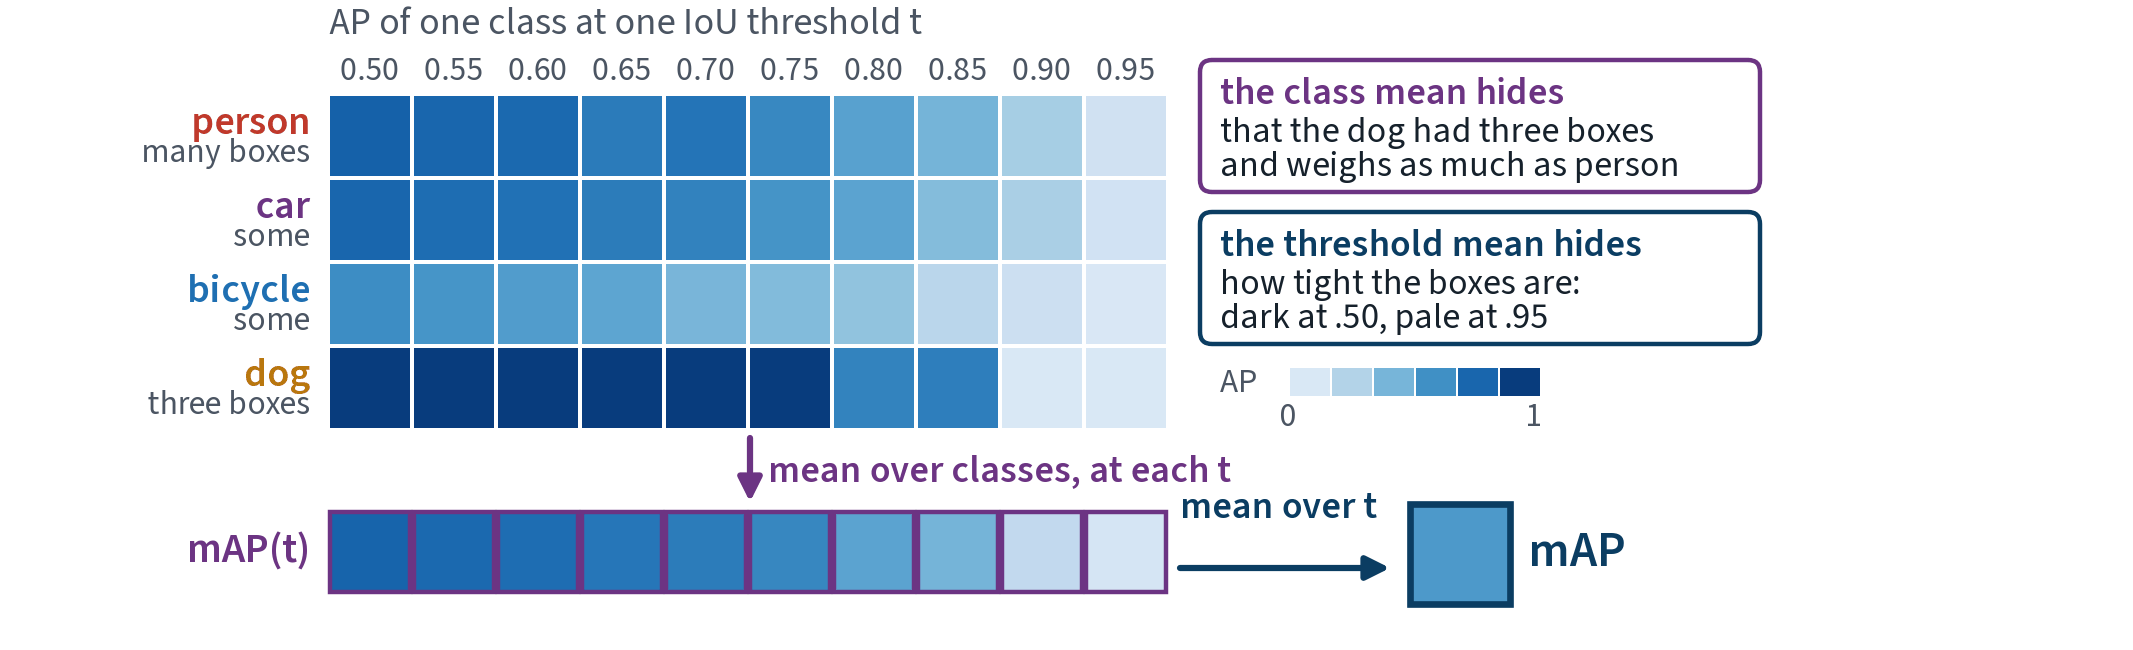 AP of one class at one IoU threshold t
0.50 0.55 0.60 0.65 0.70 0.75 0.80 0.85 0.90 0.95
person
many boxes
car
some
bicycle
some
dog
three boxes
the class mean hides
that the dog had three boxes
and weighs as much as person
the threshold mean hides
how tight the boxes are:
dark at .50, pale at .95
AP
0 1
mean over classes, at each t
mean over t
mAP(t)
mAP